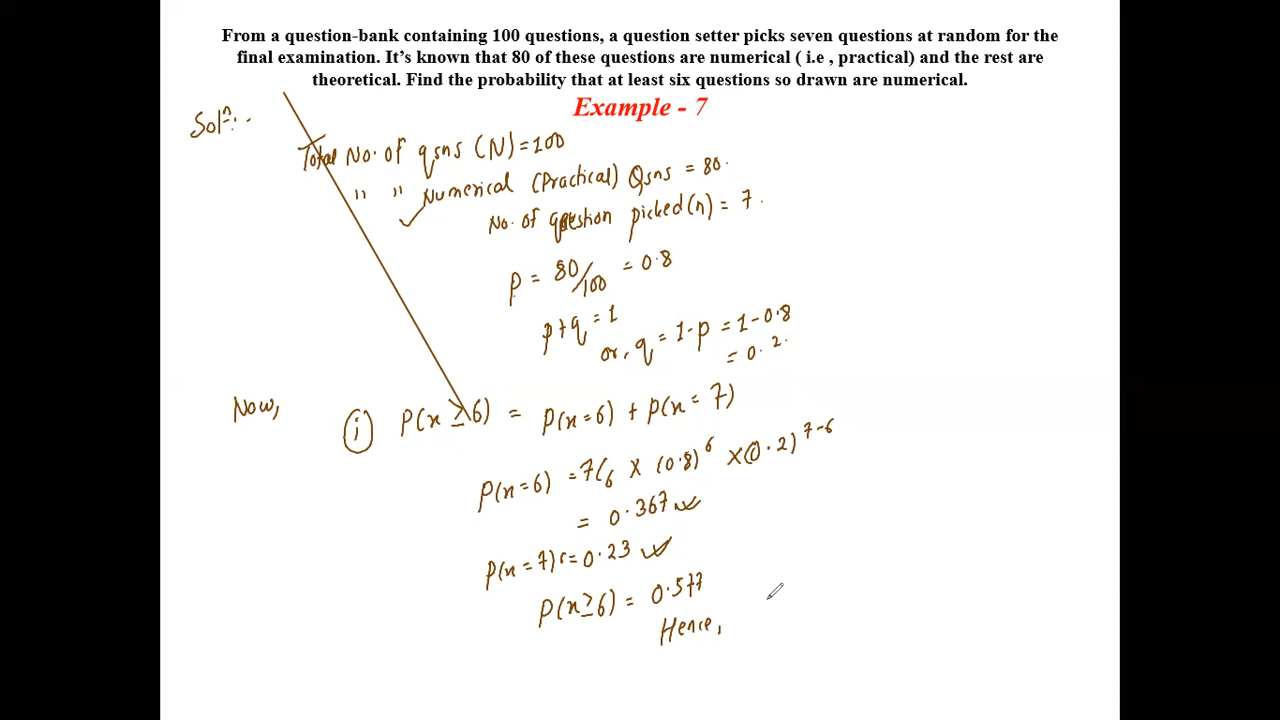 From a question-bank containing 100 questions, a question setter picks seven questions at random for the
final examination. It's known that 80 of these questions are numerical ( i.e , practical) and the rest are
theoretical. Find the probability that at least six questions so drawn are numerical.
Example - 7
Solⁿ:-
Total No. of qsns (N) = 100
" " Numerical (Practical) Qsns = 80.
No. of question picked (n) = 7.
p = 80/100 = 0.8
p+q = 1
or, q = 1-p = 1-0.8
= 0.2.
Now,
(i) P(x ≥ 6) = P(x = 6) + P(x = 7)
P(x = 6) = 7C6 × (0.8)^6 × (0.2)^7-6
= 0.367
P(x = 7) = 0.23
P(x ≥ 6) = 0.577
Hence,